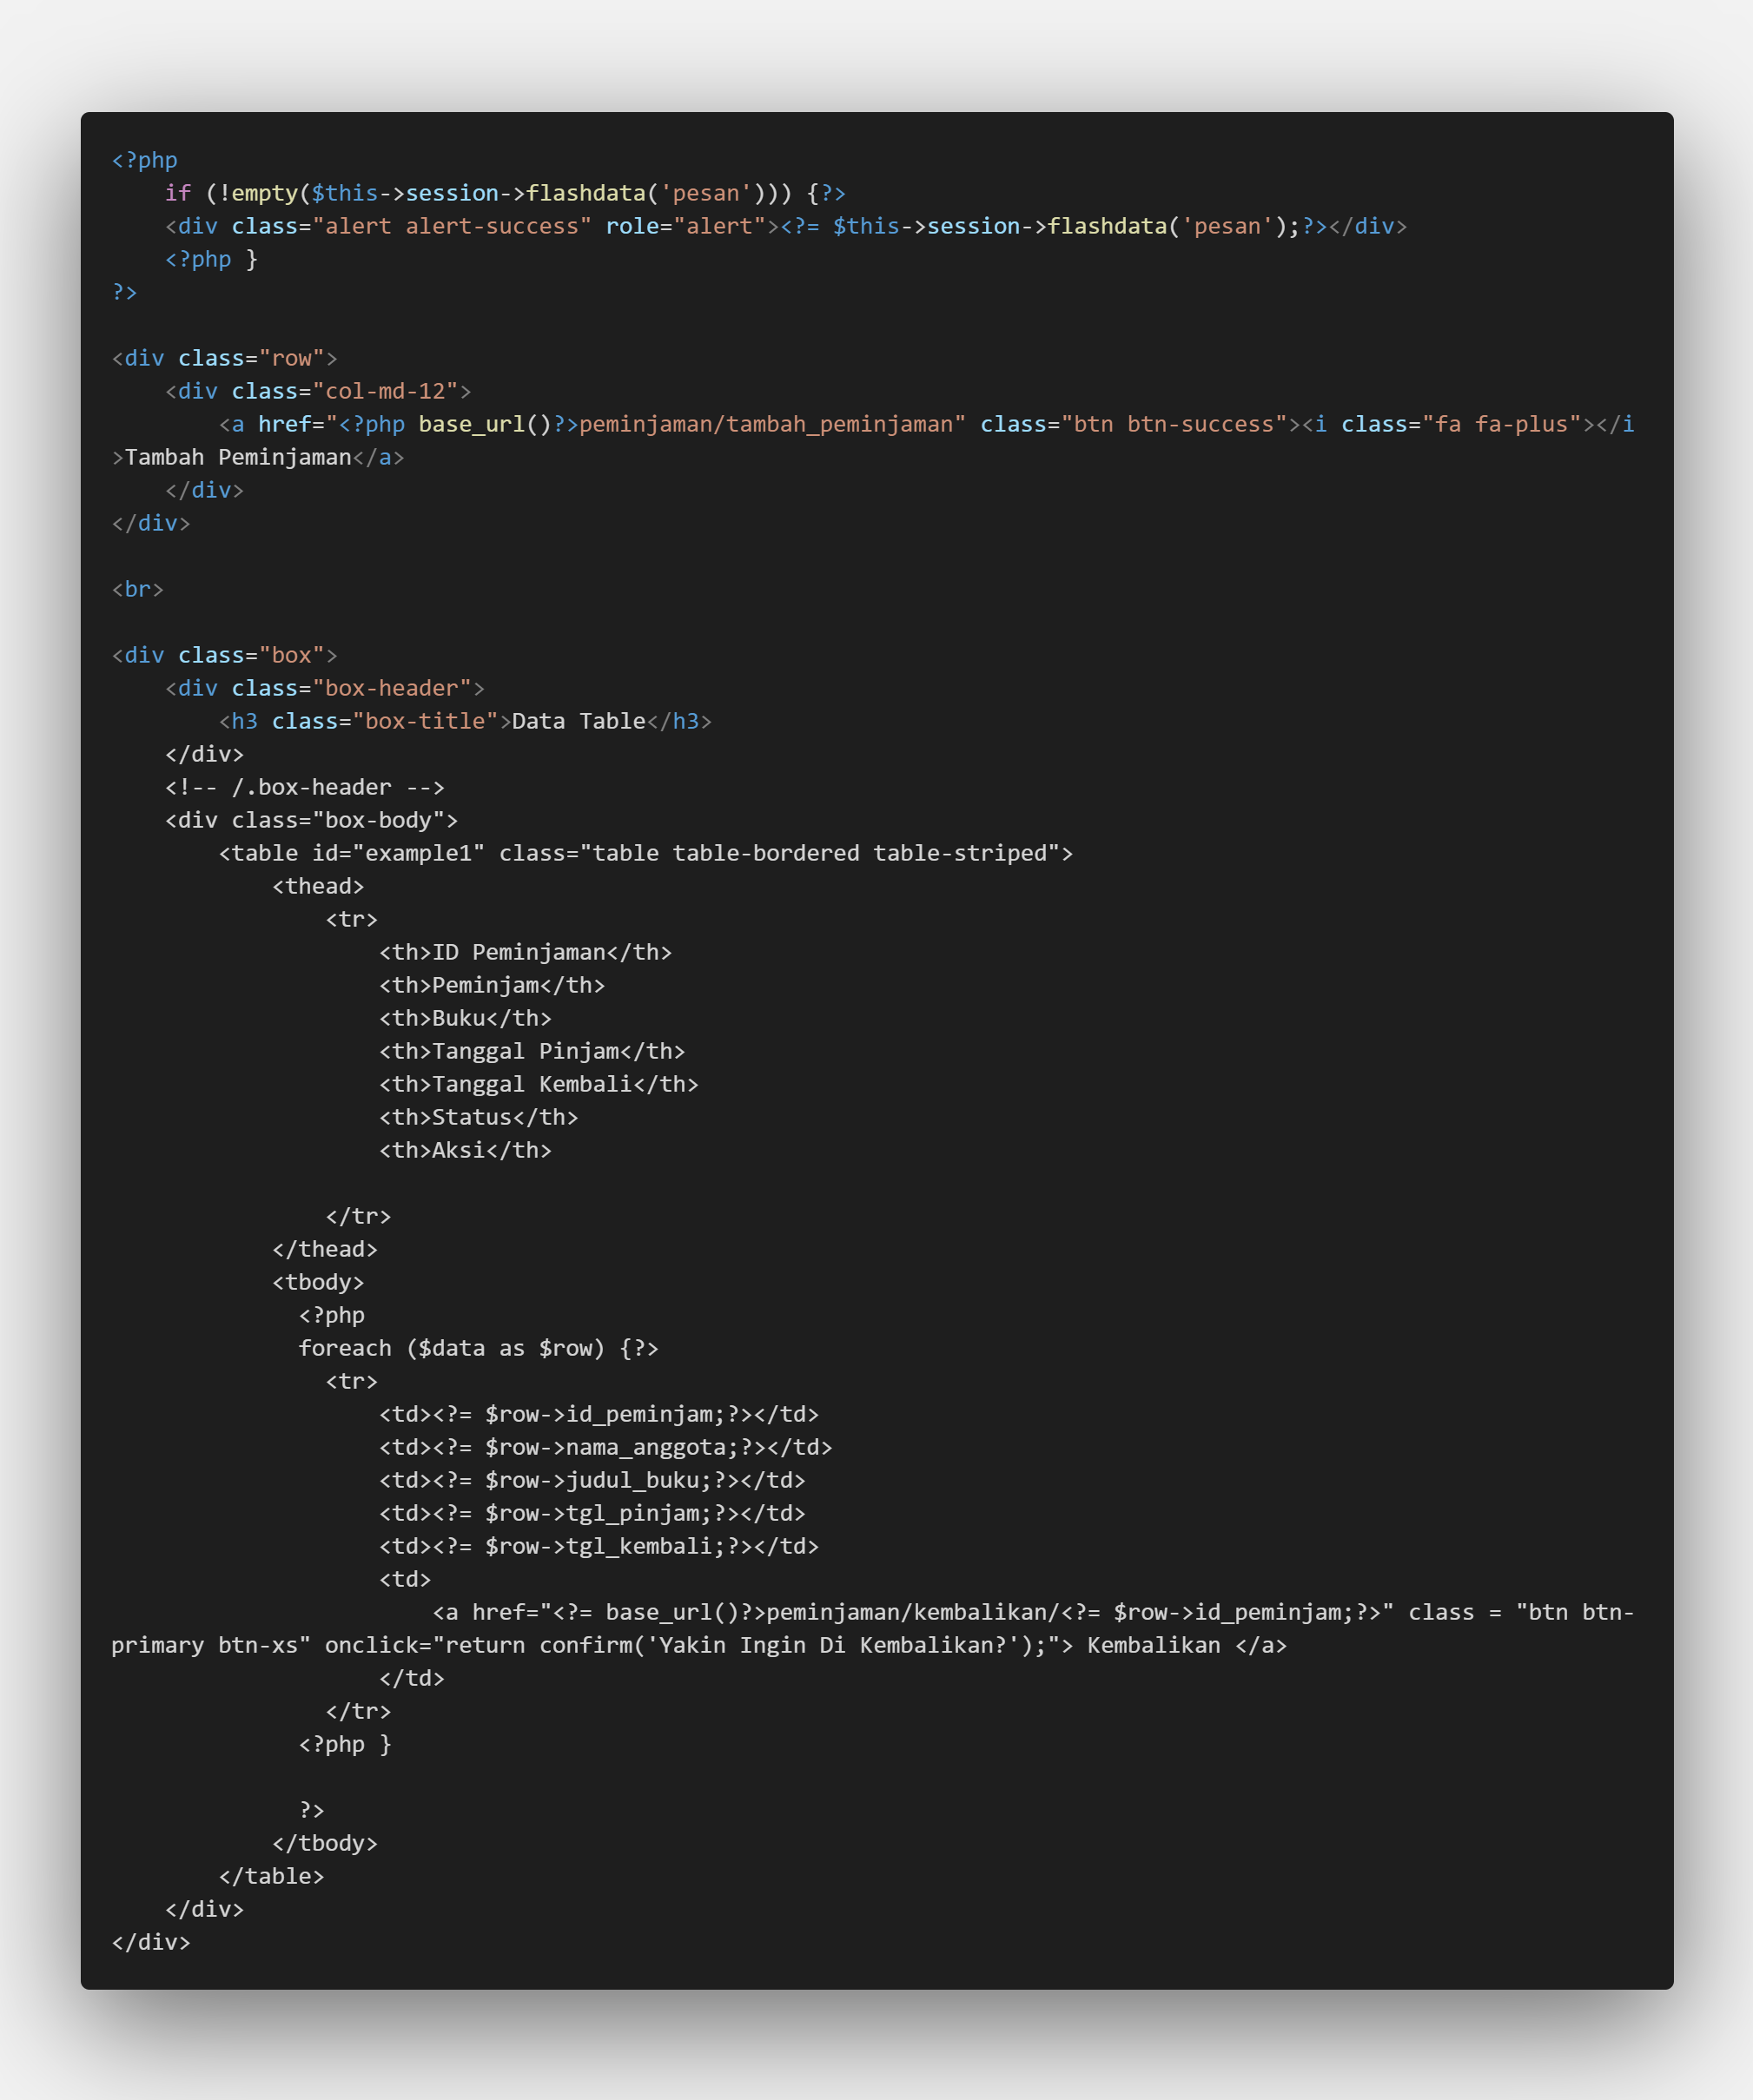 <?php
    if (!empty($this->session->flashdata('pesan'))) {?>
    <div class="alert alert-success" role="alert"><?= $this->session->flashdata('pesan');?></div>
    <?php }
?>

<div class="row">
    <div class="col-md-12">
        <a href="<?php base_url()?>peminjaman/tambah_peminjaman" class="btn btn-success"><i class="fa fa-plus"></i
>Tambah Peminjaman</a>
    </div>
</div>

<br>

<div class="box">
    <div class="box-header">
        <h3 class="box-title">Data Table</h3>
    </div>
    <!-- /.box-header -->
    <div class="box-body">
        <table id="example1" class="table table-bordered table-striped">
            <thead>
                <tr>
                    <th>ID Peminjaman</th>
                    <th>Peminjam</th>
                    <th>Buku</th>
                    <th>Tanggal Pinjam</th>
                    <th>Tanggal Kembali</th>
                    <th>Status</th>
                    <th>Aksi</th>

                </tr>
            </thead>
            <tbody>
              <?php
              foreach ($data as $row) {?>
                <tr>
                    <td><?= $row->id_peminjam;?></td>
                    <td><?= $row->nama_anggota;?></td>
                    <td><?= $row->judul_buku;?></td>
                    <td><?= $row->tgl_pinjam;?></td>
                    <td><?= $row->tgl_kembali;?></td>
                    <td>
                        <a href="<?= base_url()?>peminjaman/kembalikan/<?= $row->id_peminjam;?>" class = "btn btn-
primary btn-xs" onclick="return confirm('Yakin Ingin Di Kembalikan?');"> Kembalikan </a>
                    </td>
                </tr>
              <?php }

              ?>
            </tbody>
        </table>
    </div>
</div>